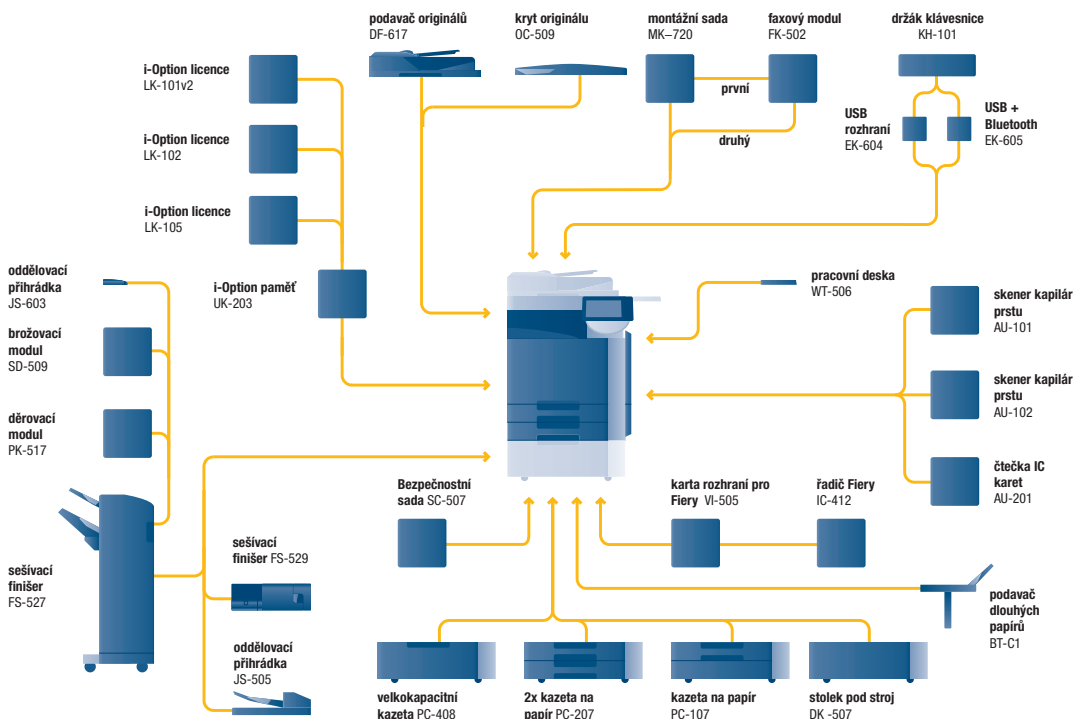 podavač originálů
DF-617
kryt originálu
OC-509
montážní sada
MK–720
faxový modul
FK-502
držák klávesnice
KH-101
i-Option licence
LK-101v2
první
USB
rozhraní
EK-604
USB +
Bluetooth
EK-605
druhý
i-Option licence
LK-102
i-Option licence
LK-105
oddělovací
přihrádka
JS-603
i-Option paměť
UK-203
pracovní deska
WT-506
skener kapilár
prstu
AU-101
brožovací
modul
SD-509
skener kapilár
prstu
AU-102
děrovací
modul
PK-517
čtečka IC
karet
AU-201
Bezpečnostní
sada SC-507
karta rozhraní pro
Fiery VI-505
řadič Fiery
IC-412
sešívací
finišer
FS-527
sešívací
finišer FS-529
podavač
dlouhých
papírů
BT-C1
oddělovací
přihrádka
JS-505
velkokapacitní
kazeta PC-408
2x kazeta na
papír PC-207
kazeta na papír
PC-107
stolek pod stroj
DK -507